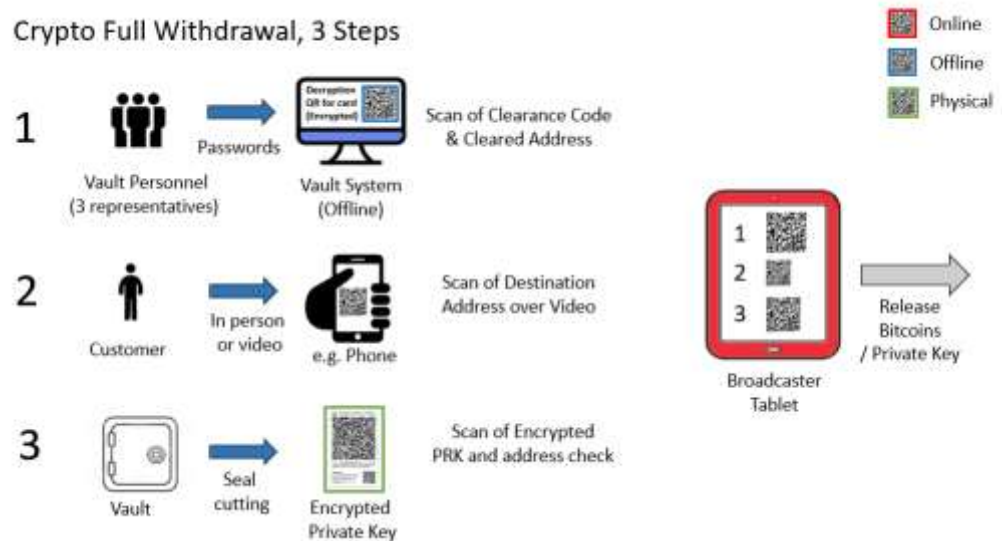 Crypto Full Withdrawal, 3 Steps
Online
Offline
Physical
1
Vault Personnel
(3 representatives)
Passwords
Decryption
QR for card
(Encrypted)
Vault System
(Offline)
Scan of Clearance Code
& Cleared Address
2
Customer
In person
or video
e.g. Phone
Scan of Destination
Address over Video
3
Vault
Seal
cutting
Encrypted
Private Key
Scan of Encrypted
PRK and address check
1
2
3
Broadcaster
Tablet
Release
Bitcoins
/ Private Key